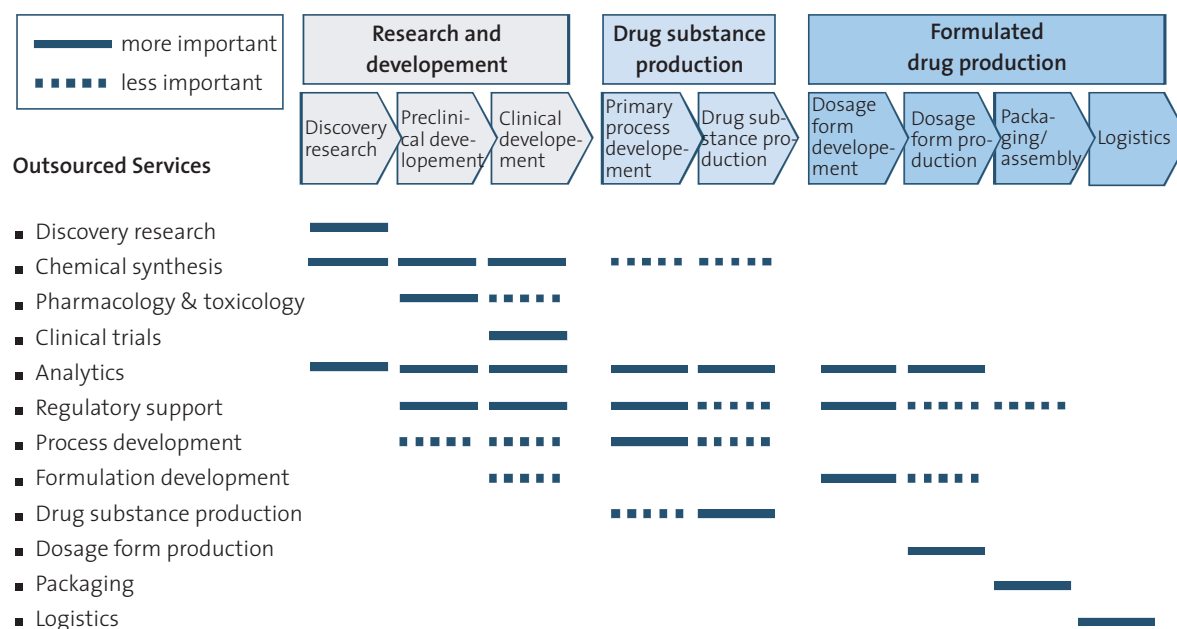 more important
less important
Research and
developement
Drug substance
production
Formulated
drug production
Discovery
research
Preclini-
cal deve-
lopement
Clinical
develope-
ment
Primary
process
develope-
ment
Drug sub-
stance pro-
duction
Dosage
form
develope-
ment
Dosage
form pro-
duction
Packa-
ging/
assembly
Logistics
Outsourced Services
Discovery research
Chemical synthesis
Pharmacology & toxicology
Clinical trials
Analytics
Regulatory support
Process development
Formulation development
Drug substance production
Dosage form production
Packaging
Logistics